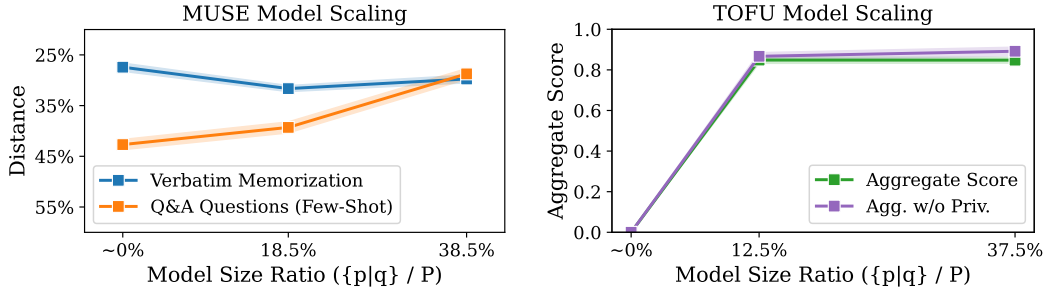 MUSE Model Scaling
25%
35%
45%
55%
Distance
Verbatim Memorization
Q&A Questions (Few-Shot)
~0%
18.5%
38.5%
Model Size Ratio ({p|q} / P)
TOFU Model Scaling
1.0
0.8
0.6
0.4
0.2
0.0
Aggregate Score
Aggregate Score
Agg. w/o Priv.
~0%
12.5%
37.5%
Model Size Ratio ({p|q} / P)